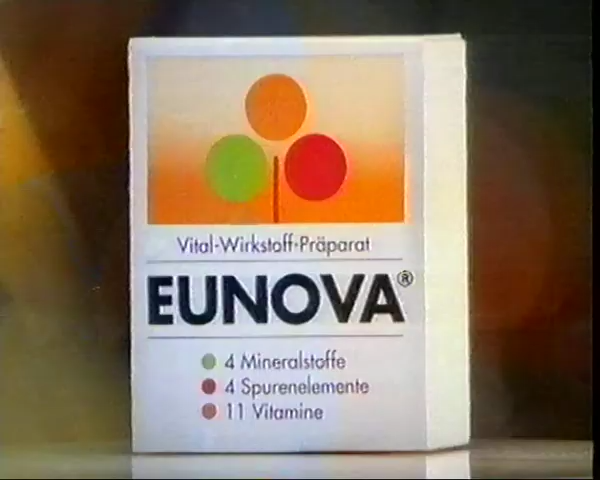 Vital-Wirkstoff-Präparat
EUNOVA®
4 Mineralstoffe
4 Spurenelemente
11 Vitamine